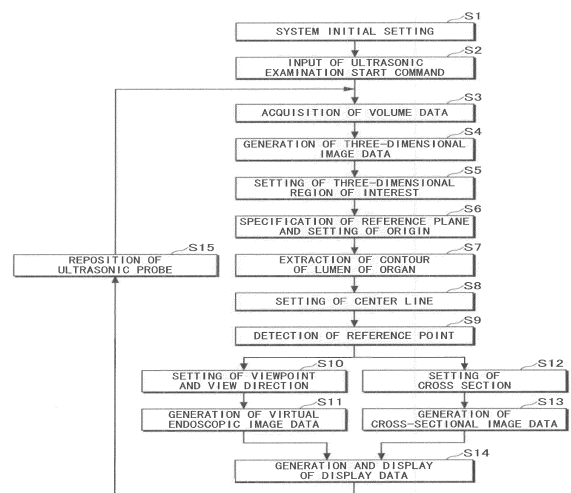 S1
SYSTEM INITIAL SETTING
S2
INPUT OF ULTRASONIC
EXAMINATION START COMMAND
S3
ACQUISITION OF VOLUME DATA
S4
GENERATION OF THREE-DIMENSIONAL
IMAGE DATA
S5
SETTING OF THREE-DIMENSIONAL
REGION OF INTEREST
S6
SPECIFICATION OF REFERENCE PLANE
AND SETTING OF ORIGIN
S15
REPOSITION OF
ULTRASONIC PROBE
S7
EXTRACTION OF CONTOUR
OF LUMEN OF ORGAN
S8
SETTING OF CENTER LINE
S9
DETECTION OF REFERENCE POINT
S10
SETTING OF VIEWPOINT
AND VIEW DIRECTION
S12
SETTING OF
CROSS SECTION
S11
GENERATION OF VIRTUAL
ENDOSCOPIC IMAGE DATA
S13
GENERATION OF
CROSS-SECTIONAL IMAGE DATA
S14
GENERATION AND DISPLAY
OF DISPLAY DATA